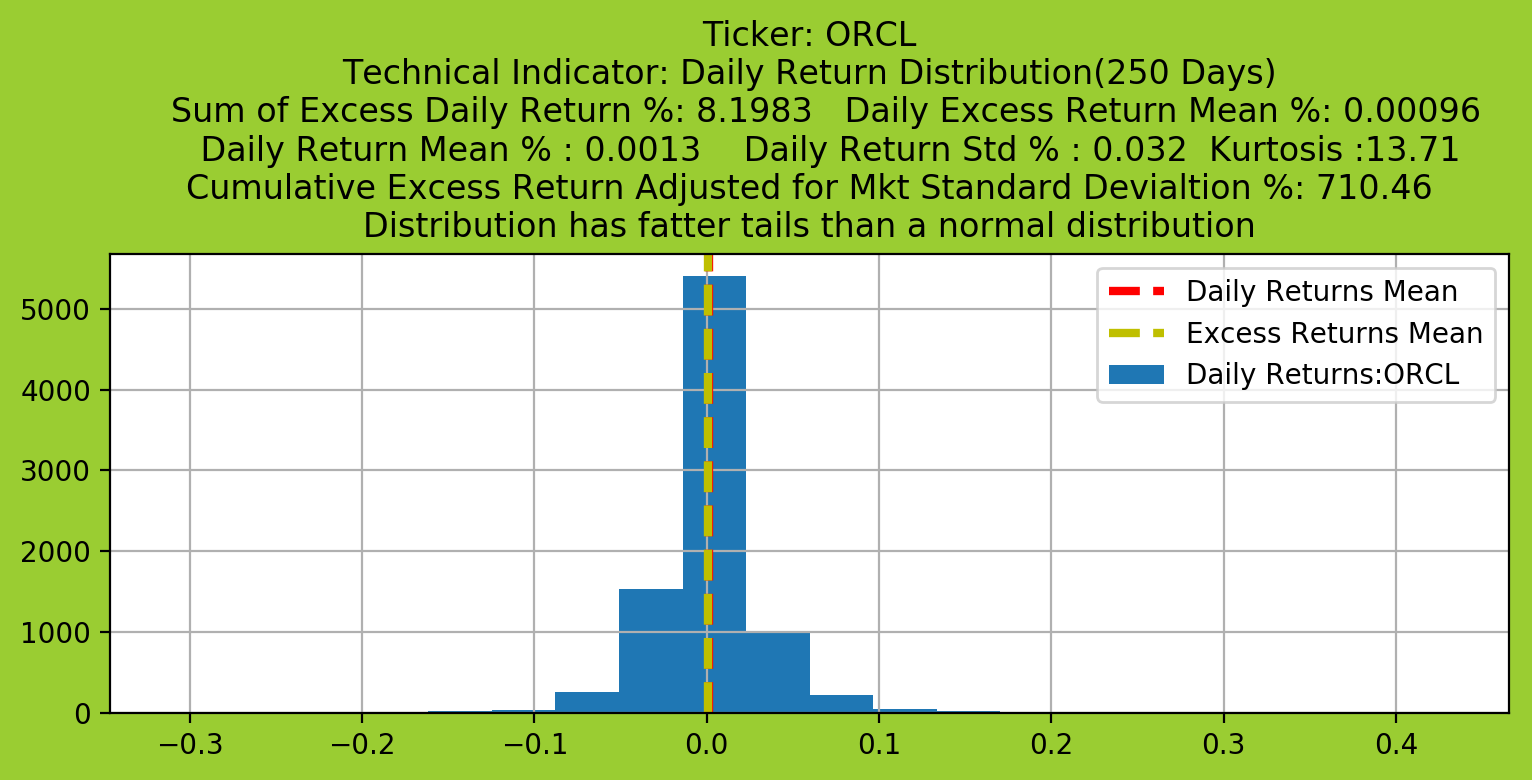 Ticker: ORCL
Technical Indicator: Daily Return Distribution(250 Days)
Sum of Excess Daily Return %: 8.1983   Daily Excess Return Mean %: 0.00096
Daily Return Mean % : 0.0013    Daily Return Std % : 0.032  Kurtosis :13.71
Cumulative Excess Return Adjusted for Mkt Standard Devialtion %: 710.46
Distribution has fatter tails than a normal distribution
Daily Returns Mean
Excess Returns Mean
Daily Returns:ORCL
5000
4000
3000
2000
1000
0
−0.3 −0.2 −0.1 0.0 0.1 0.2 0.3 0.4